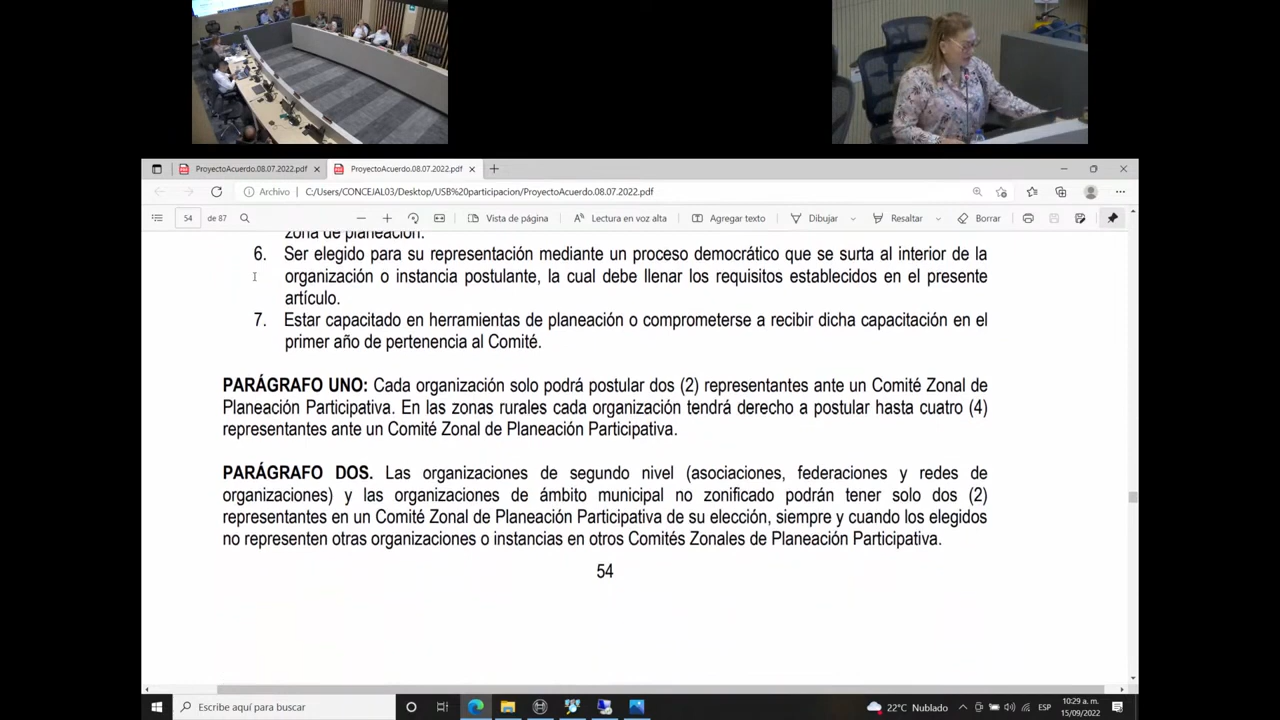 ProyectoAcuerdo.08.07.2022.pdf
ProyectoAcuerdo.08.07.2022.pdf
Archivo
C:/Users/CONCEJAL03/Desktop/USB%20participacion/ProyectoAcuerdo.08.07.2022.pdf
54 de 87
Vista de página
Lectura en voz alta
Agregar texto
Dibujar
Resaltar
Borrar
zona de planeación.
6. Ser elegido para su representación mediante un proceso democrático que se surta al interior de la
organización o instancia postulante, la cual debe llenar los requisitos establecidos en el presente
artículo.
7. Estar capacitado en herramientas de planeación o comprometerse a recibir dicha capacitación en el
primer año de pertenencia al Comité.
PARÁGRAFO UNO: Cada organización solo podrá postular dos (2) representantes ante un Comité Zonal de
Planeación Participativa. En las zonas rurales cada organización tendrá derecho a postular hasta cuatro (4)
representantes ante un Comité Zonal de Planeación Participativa.
PARÁGRAFO DOS. Las organizaciones de segundo nivel (asociaciones, federaciones y redes de
organizaciones) y las organizaciones de ámbito municipal no zonificado podrán tener solo dos (2)
representantes en un Comité Zonal de Planeación Participativa de su elección, siempre y cuando los elegidos
no representen otras organizaciones o instancias en otros Comités Zonales de Planeación Participativa.
54
Escribe aquí para buscar
22°C Nublado
ESP
10:29 a. m.
15/09/2022